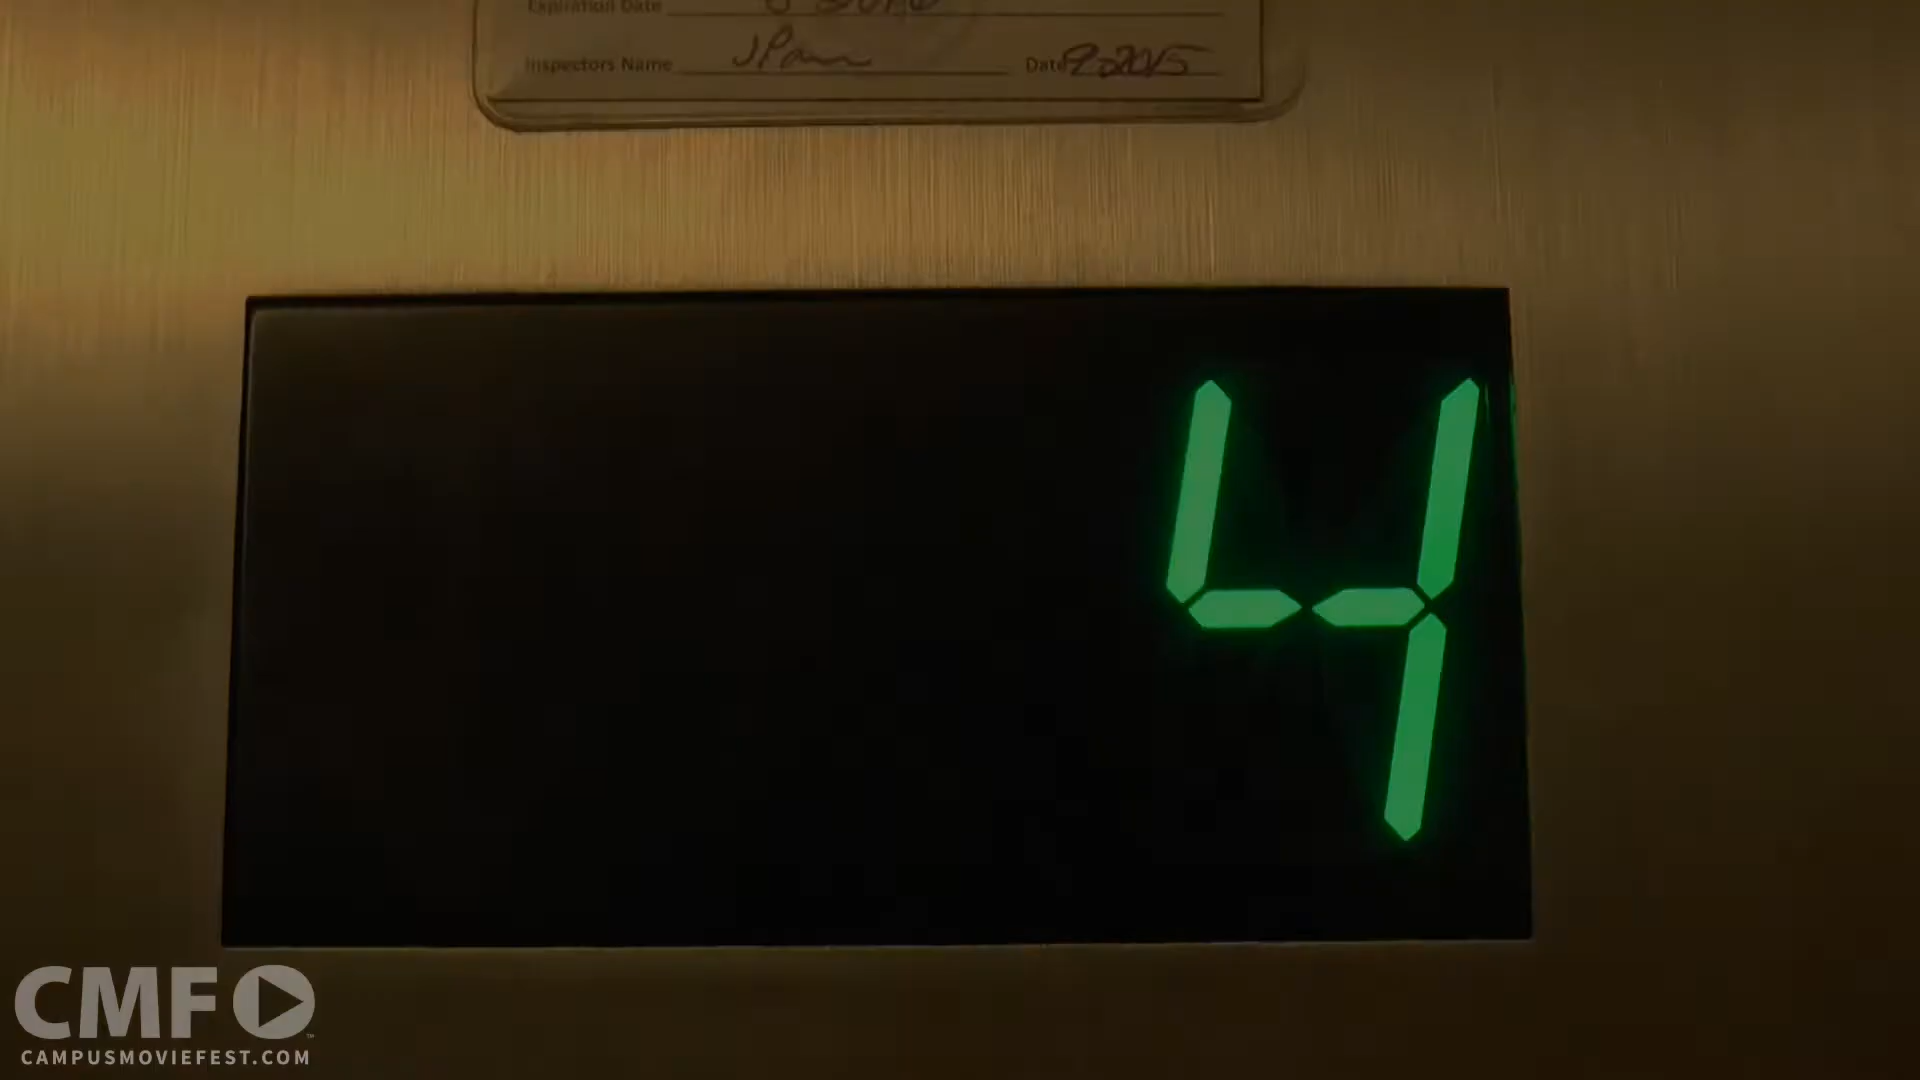 Expiration Date
Inspectors Name Date
4
CMF
CAMPUSMOVIEFEST.COM